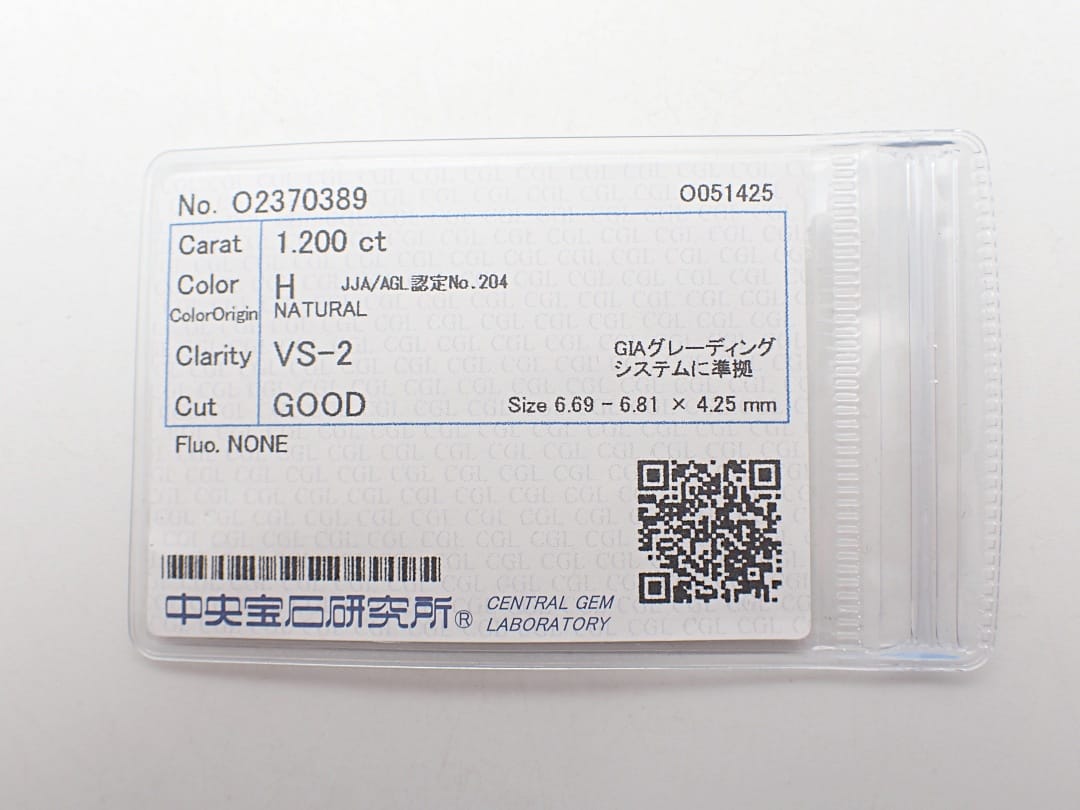 No. O2370389 O051425
Carat 1.200 ct
Color H JJA/AGL認定No.204
ColorOrigin NATURAL
Clarity VS-2 GIAグレーディング
システムに準拠
Cut GOOD Size 6.69 - 6.81 × 4.25 mm
Fluo. NONE
中央宝石研究所® CENTRAL GEM
LABORATORY